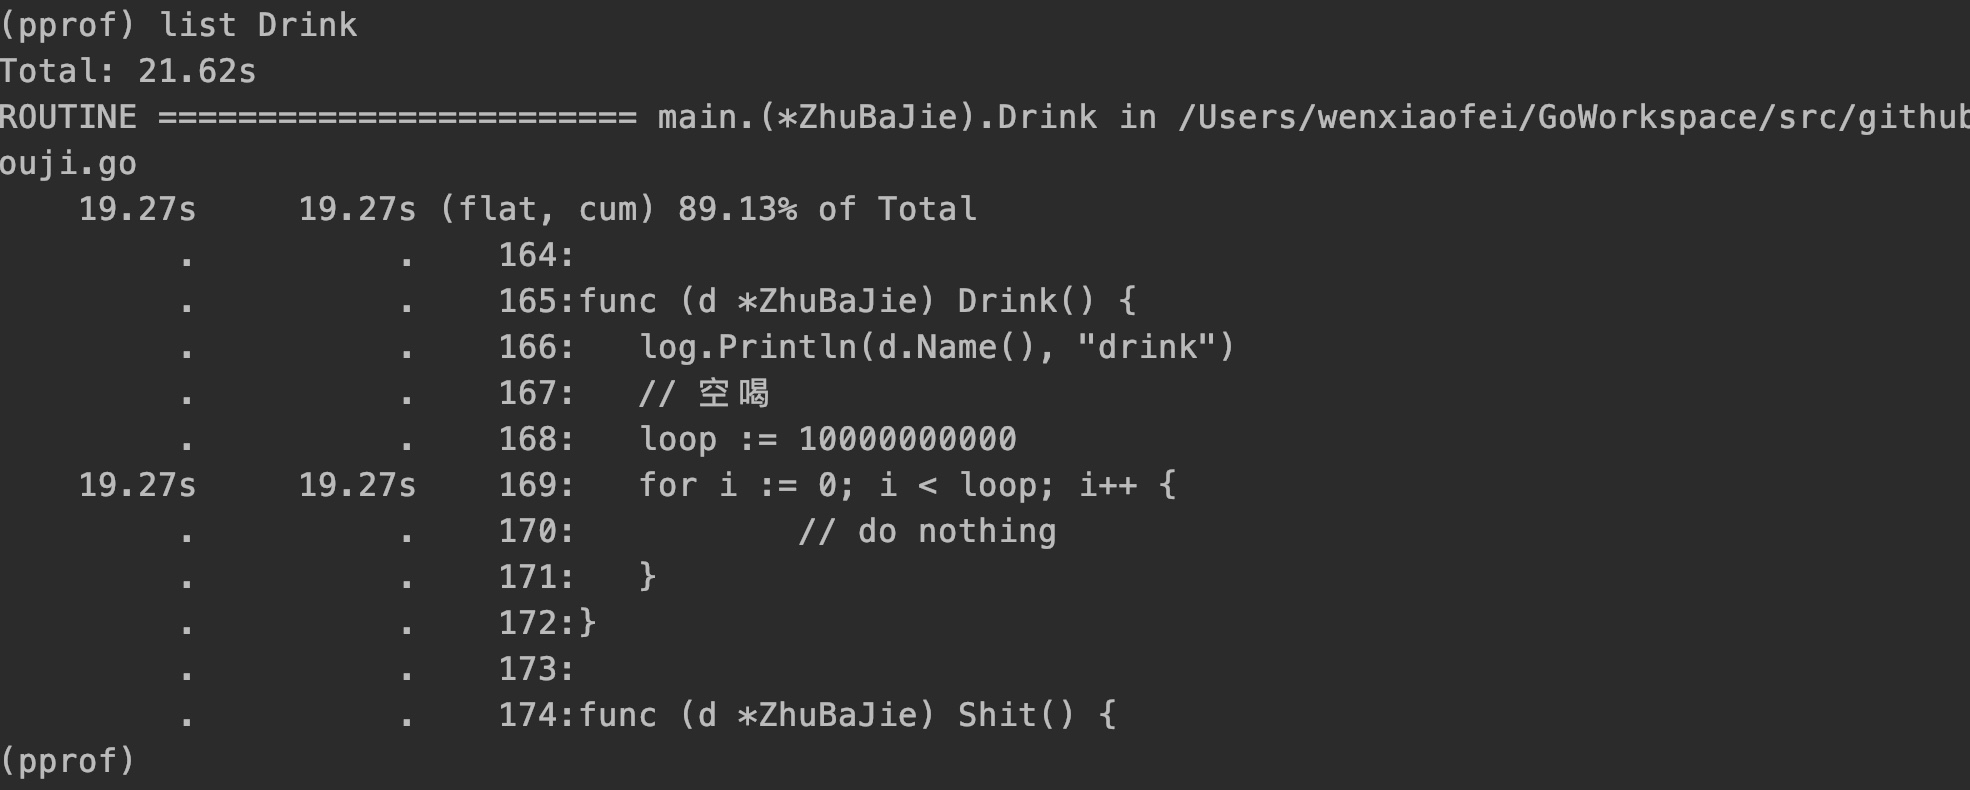 (pprof) list Drink
Total: 21.62s
ROUTINE ======================== main.(*ZhuBaJie).Drink in /Users/wenxiaofei/GoWorkspace/src/github
ouji.go
    19.27s     19.27s (flat, cum) 89.13% of Total
         .          .    164:
         .          .    165:func (d *ZhuBaJie) Drink() {
         .          .    166:   log.Println(d.Name(), "drink")
         .          .    167:   // 空喝
         .          .    168:   loop := 10000000000
    19.27s     19.27s    169:   for i := 0; i < loop; i++ {
         .          .    170:           // do nothing
         .          .    171:   }
         .          .    172:}
         .          .    173:
         .          .    174:func (d *ZhuBaJie) Shit() {
(pprof)